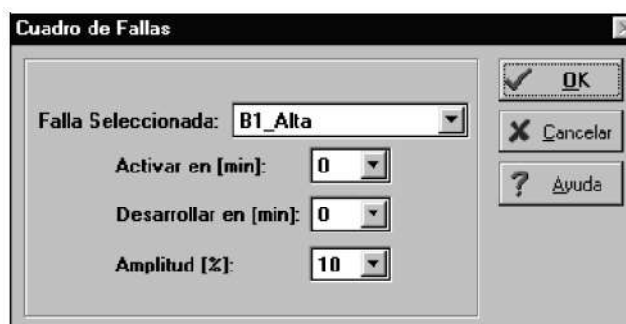 Cuadro de Fallas
Falla Seleccionada: B1_Alta
Activar en [min]: 0
Desarrollar en [min]: 0
Amplitud [%]: 10
OK
Cancelar
Ayuda